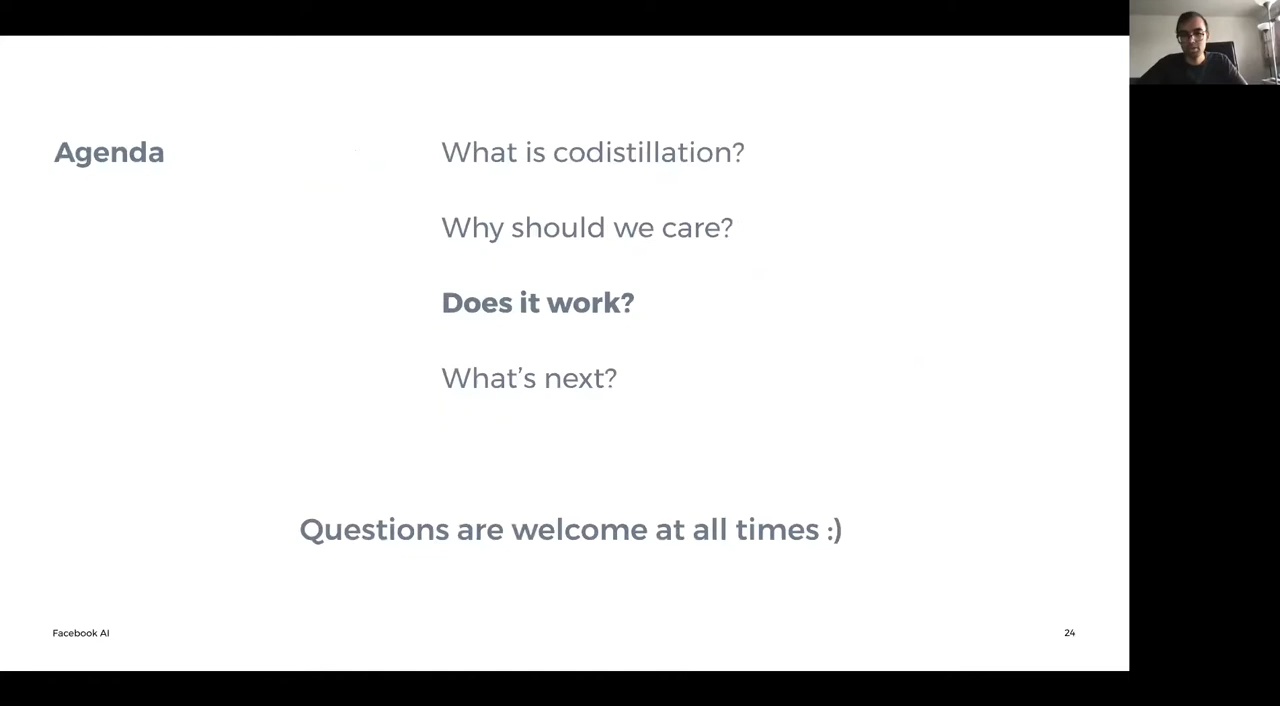 Agenda
What is codistillation?
Why should we care?
Does it work?
What's next?
Questions are welcome at all times :)
Facebook AI
24